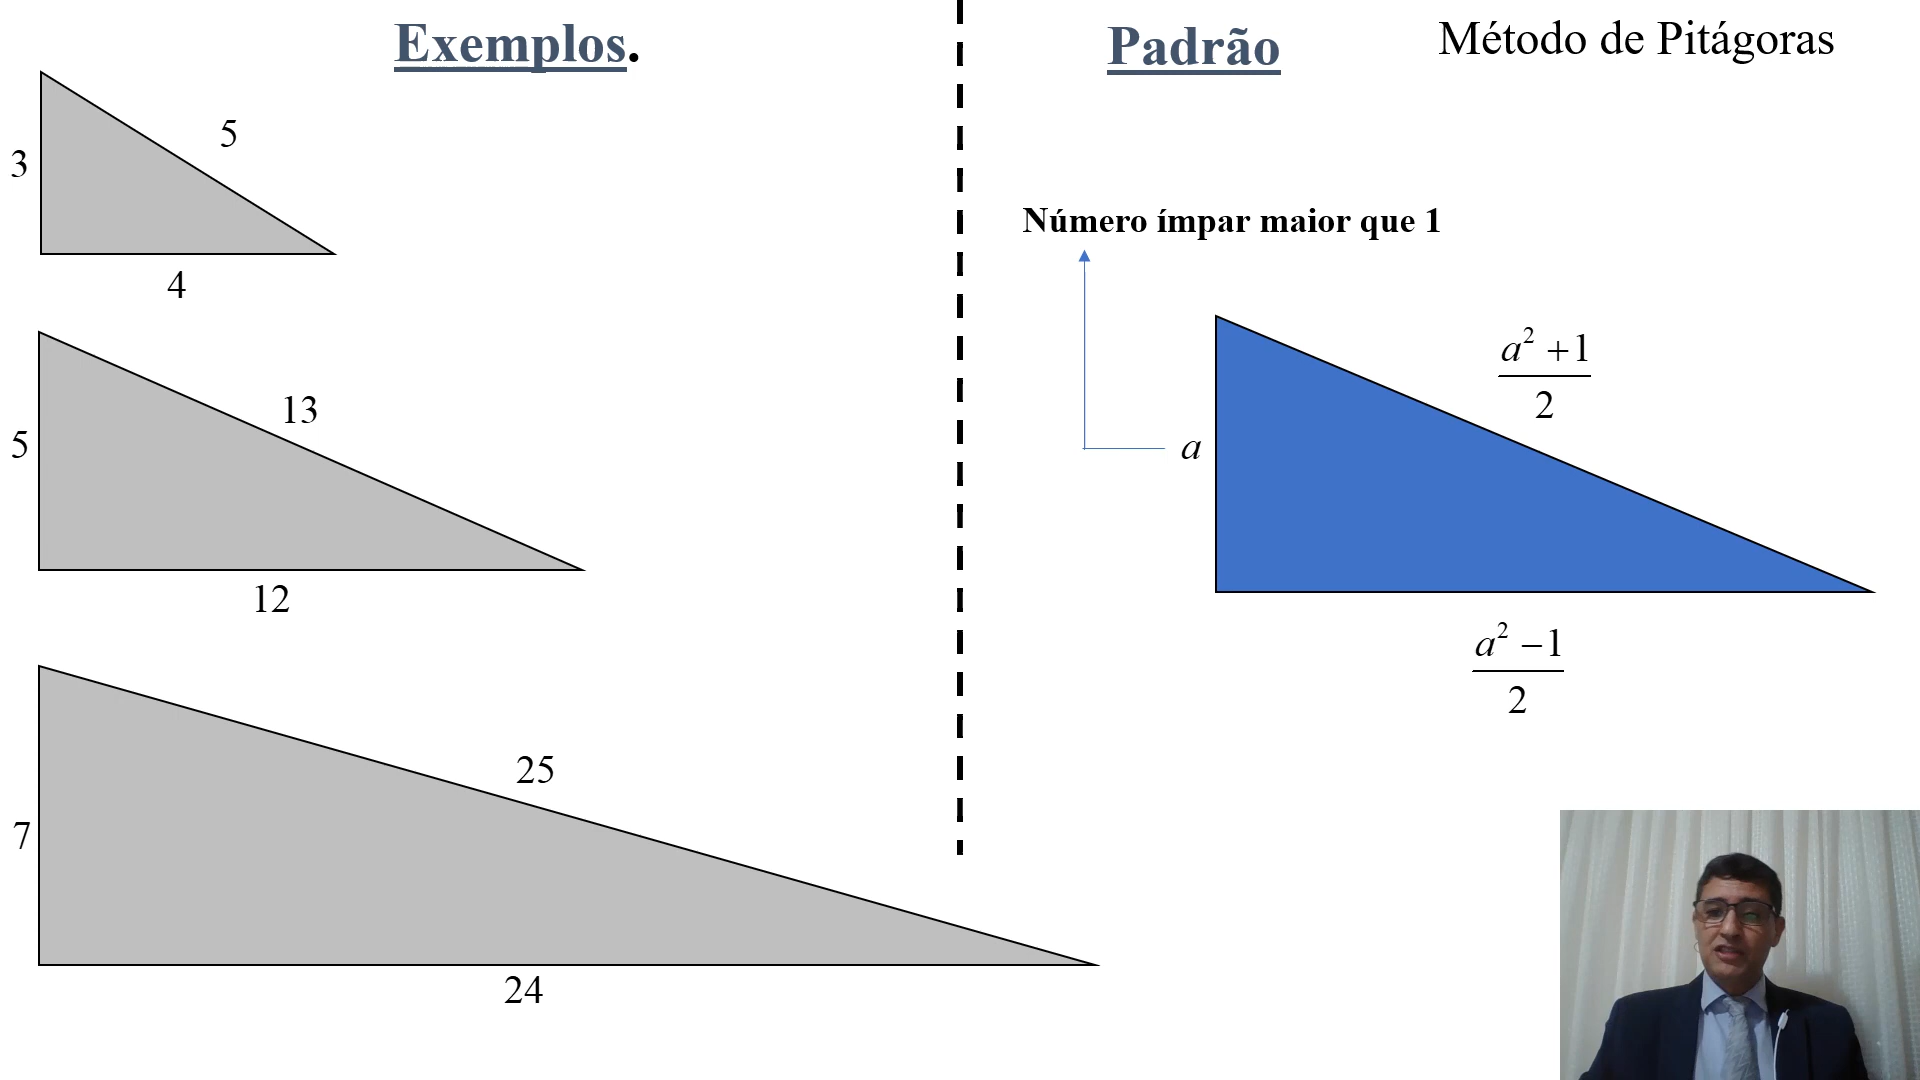 Exemplos.
3
5
4
5
13
12
7
25
24
Padrão
Método de Pitágoras
Número ímpar maior que 1
a
a² + 1
2
a² − 1
2